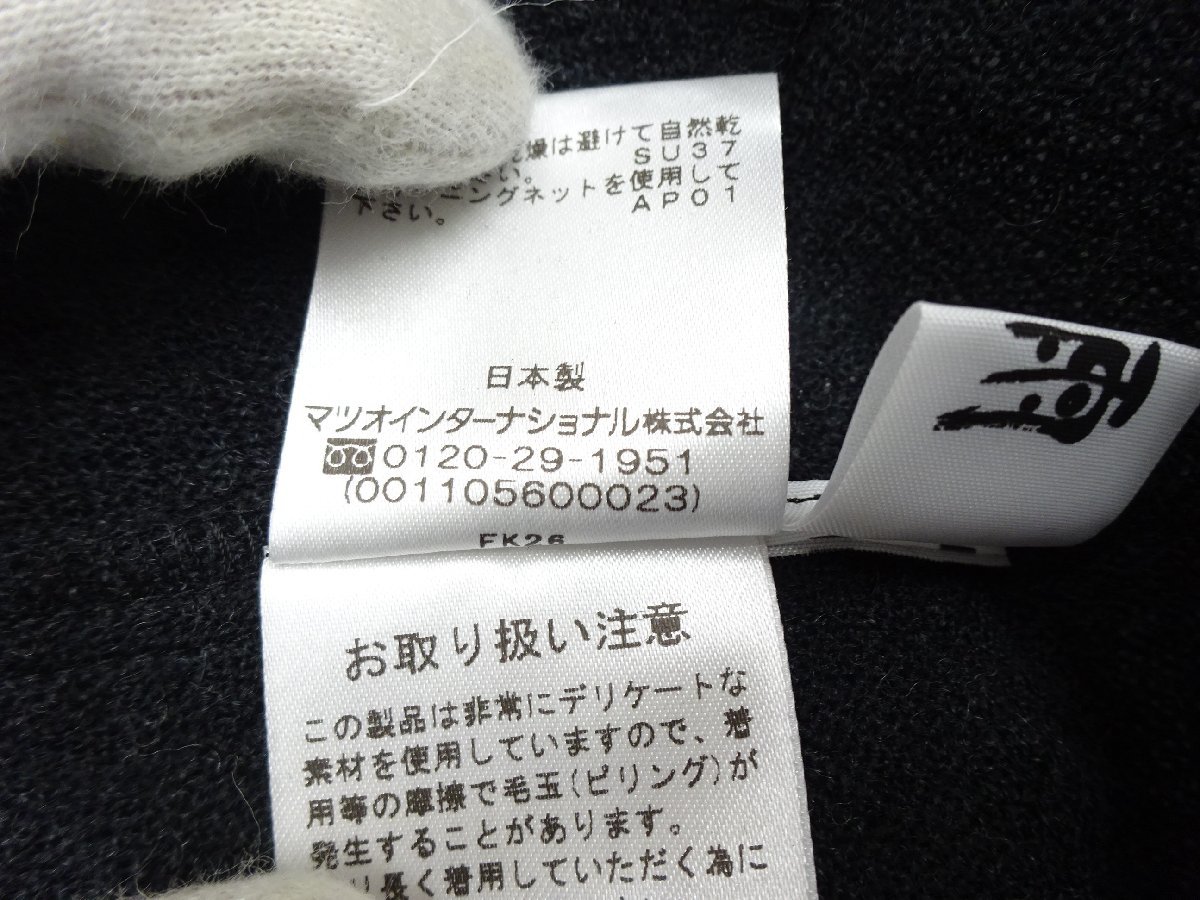 燥は避けて自然乾
さい。 SU37
ニングネットを使用して
下さい。 AP01
日本製
マツオインターナショナル株式会社
0120-29-1951
(001105600023)
FK26
お取り扱い注意
この製品は非常にデリケートな
素材を使用していますので、着
用等の摩擦で毛玉(ピリング)が
発生することがあります。
り長く着用していただく為に